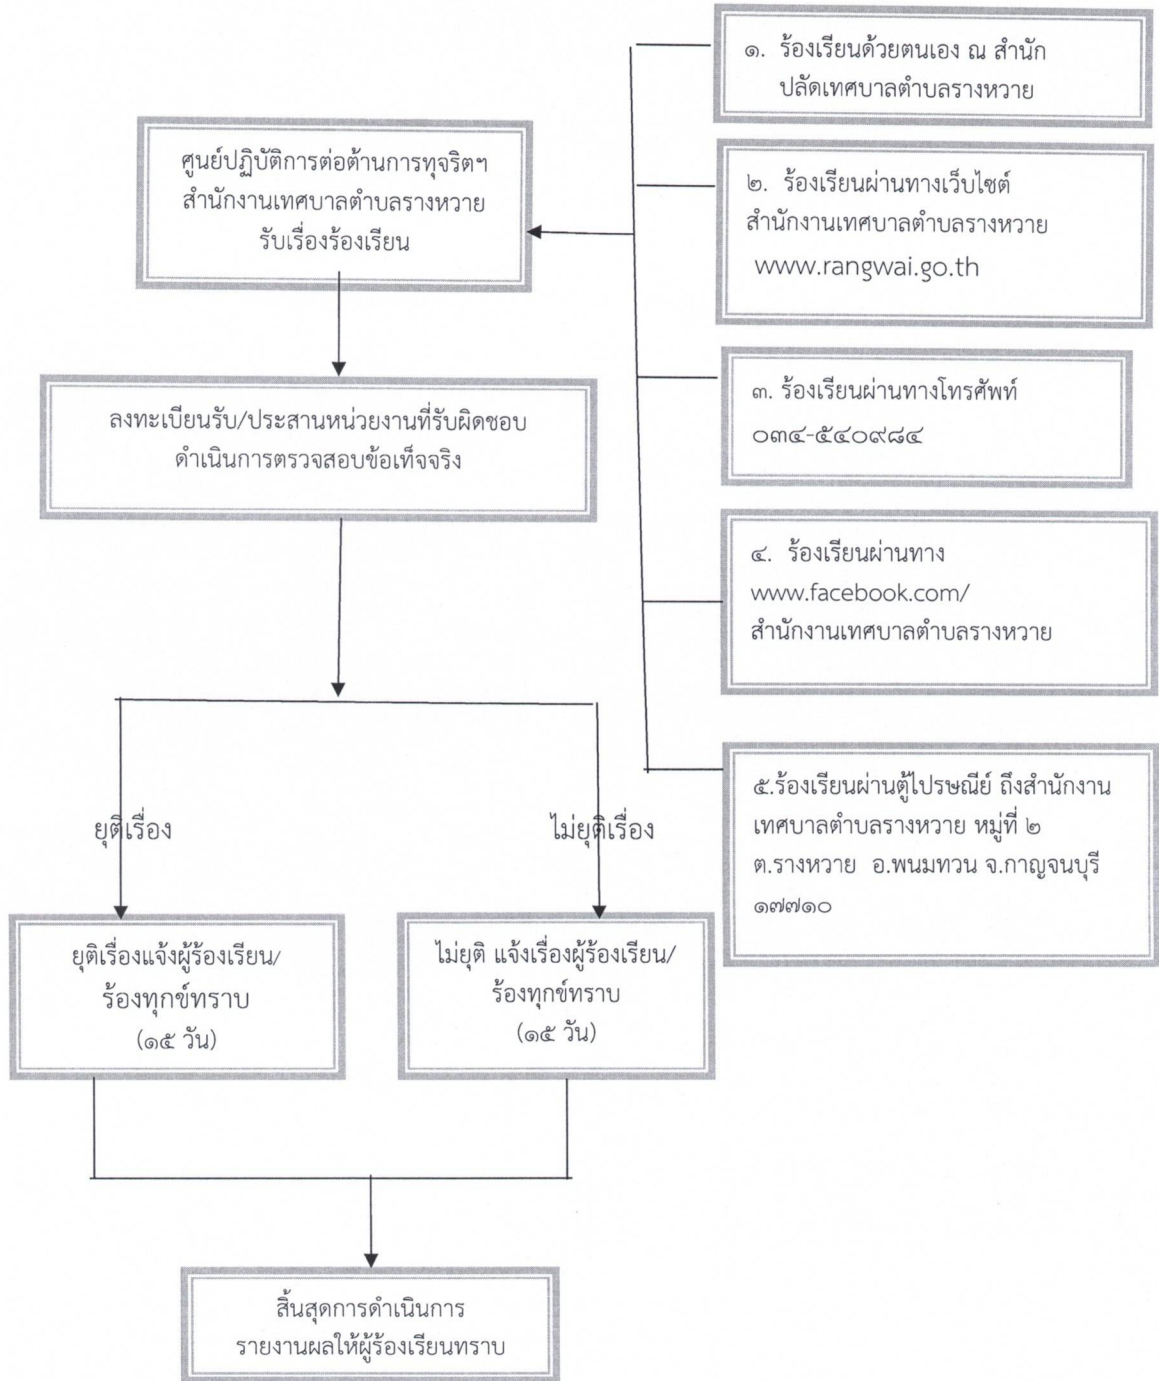 ๑. ร้องเรียนด้วยตนเอง ณ สำนัก
ปลัดเทศบาลตำบลรางหวาย
ศูนย์ปฏิบัติการต่อต้านการทุจริตฯ
สำนักงานเทศบาลตำบลรางหวาย
รับเรื่องร้องเรียน
๒. ร้องเรียนผ่านทางเว็บไซต์
สำนักงานเทศบาลตำบลรางหวาย
www.rangwai.go.th
๓. ร้องเรียนผ่านทางโทรศัพท์
๐๓๔-๕๔๐๙๘๔
ลงทะเบียนรับ/ประสานหน่วยงานที่รับผิดชอบ
ดำเนินการตรวจสอบข้อเท็จจริง
๔. ร้องเรียนผ่านทาง
www.facebook.com/
สำนักงานเทศบาลตำบลรางหวาย
๕.ร้องเรียนผ่านตู้ไปรษณีย์ ถึงสำนักงาน
เทศบาลตำบลรางหวาย หมู่ที่ ๒
ต.รางหวาย อ.พนมทวน จ.กาญจนบุรี
๑๗๗๑๐
ยุติเรื่อง
ไม่ยุติเรื่อง
ยุติเรื่องแจ้งผู้ร้องเรียน/
ร้องทุกข์ทราบ
(๑๕ วัน)
ไม่ยุติ แจ้งเรื่องผู้ร้องเรียน/
ร้องทุกข์ทราบ
(๑๕ วัน)
สิ้นสุดการดำเนินการ
รายงานผลให้ผู้ร้องเรียนทราบ